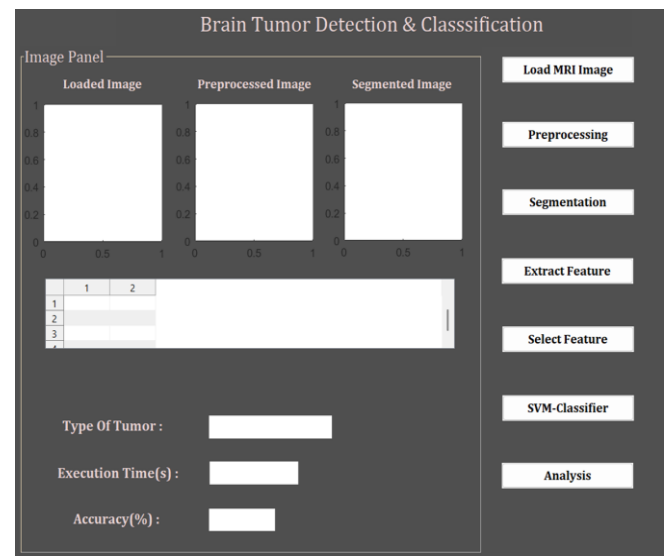 Brain Tumor Detection & Classsification
Image Panel
Loaded Image
Preprocessed Image
Segmented Image
1
0.8
0.6
0.4
0.2
0
0 0.5 1
1
0.8
0.6
0.4
0.2
0
0 0.5 1
1
0.8
0.6
0.4
0.2
0
0 0.5 1
1 2
1
2
3
Type Of Tumor :
Execution Time(s) :
Accuracy(%) :
Load MRI Image
Preprocessing
Segmentation
Extract Feature
Select Feature
SVM-Classifier
Analysis